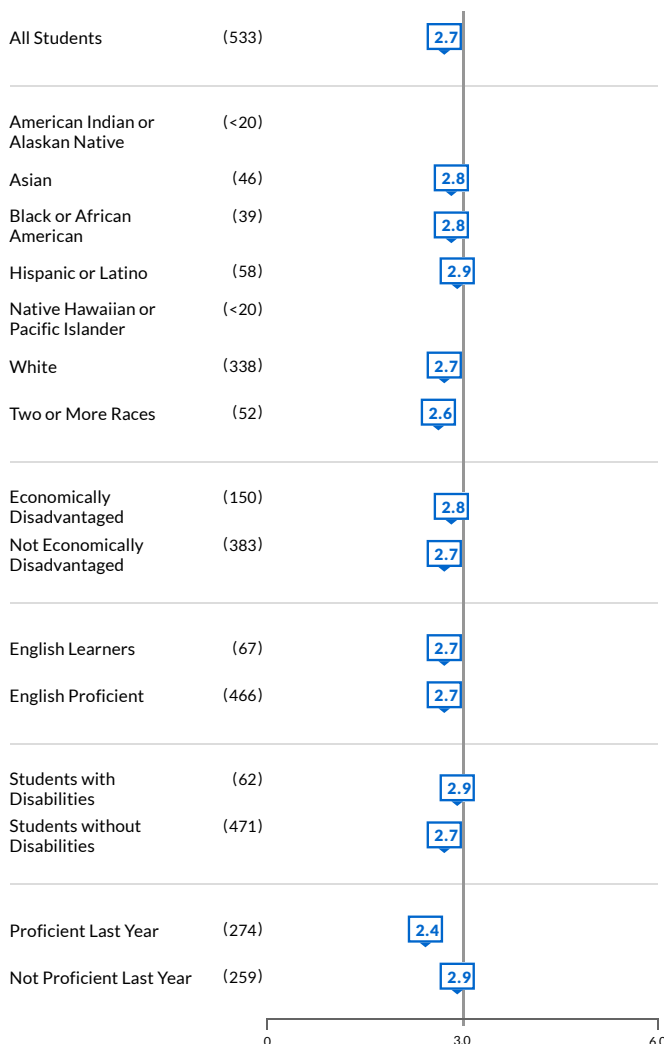 All Students (533) 2.7
American Indian or (<20)
Alaskan Native
Asian (46) 2.8
Black or African (39) 2.8
American
Hispanic or Latino (58) 2.9
Native Hawaiian or (<20)
Pacific Islander
White (338) 2.7
Two or More Races (52) 2.6
Economically (150) 2.8
Disadvantaged
Not Economically (383) 2.7
Disadvantaged
English Learners (67) 2.7
English Proficient (466) 2.7
Students with (62) 2.9
Disabilities
Students without (471) 2.7
Disabilities
Proficient Last Year (274) 2.4
Not Proficient Last Year (259) 2.9
0 3.0 6.0